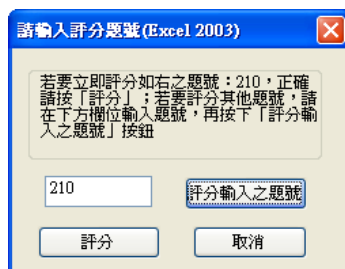 請輸入評分題號(Excel 2003)
若要立即評分如右之題號：210，正確
請按「評分」；若要評分其他題號，請
在下方欄位輸入題號，再按下「評分輸
入之題號」按鈕
210
評分輸入之題號
評分
取消